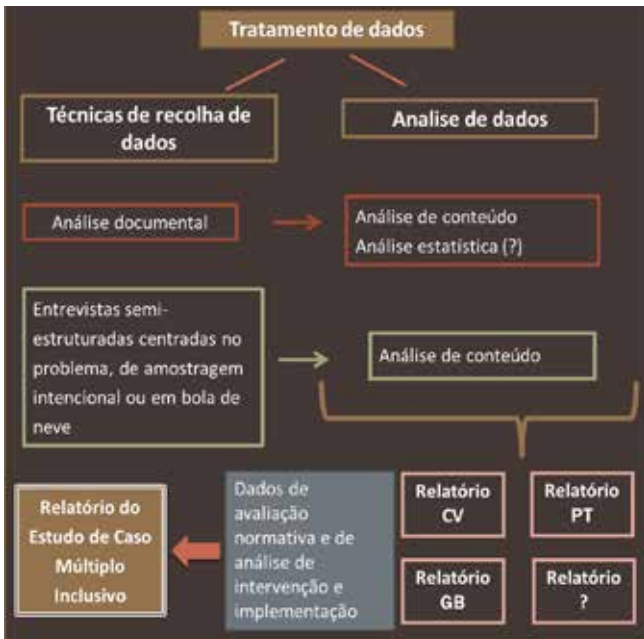 Tratamento de dados
Técnicas de recolha de
dados
Analise de dados
Análise documental
Análise de conteúdo
Análise estatística (?)
Entrevistas semi-
estruturadas centradas no
problema, de amostragem
intencional ou em bola de
neve
Análise de conteúdo
Relatório do
Estudo de Caso
Múltiplo
Inclusivo
Dados de
avaliação
normativa e de
análise de
intervenção e
implementação
Relatório
CV
Relatório
PT
Relatório
GB
Relatório
?